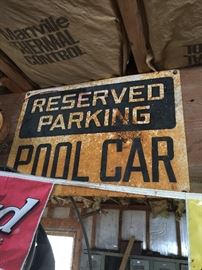 Manville
THERMAL
CONTROL
RESERVED
PARKING
POOL CAR